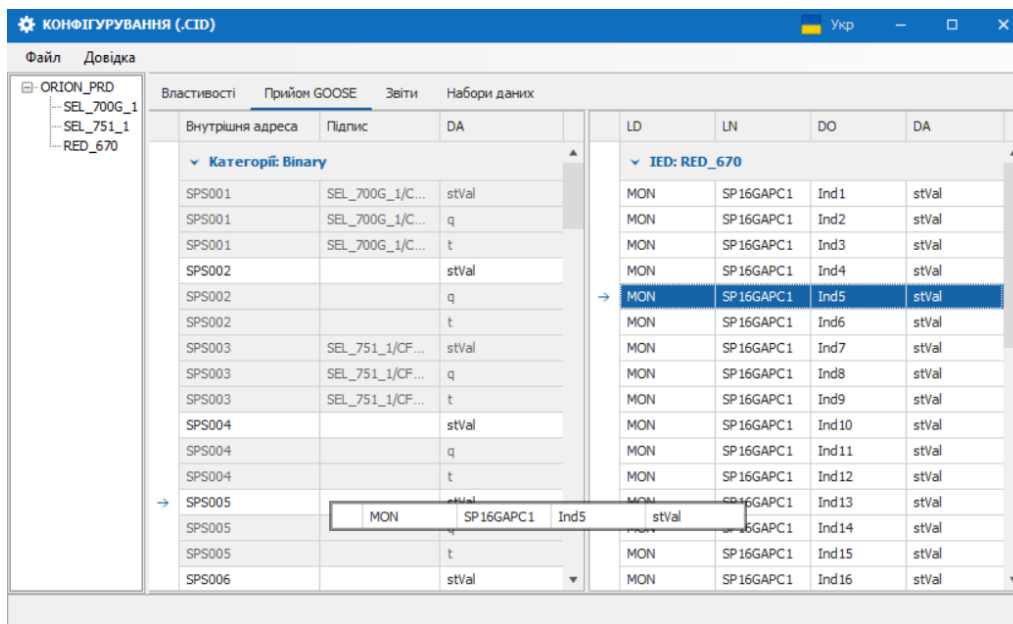 КОНФІГУРУВАННЯ (.CID) Укр
Файл Довідка
ORION_PRD
SEL_700G_1
SEL_751_1
RED_670
Властивості Прийом GOOSE Звіти Набори даних
Внутрішня адреса Підпис DA LD LN DO DA
Категорії: Binary IED: RED_670
SPS001 SEL_700G_1/C... stVal MON SP16GAPC1 Ind1 stVal
SPS001 SEL_700G_1/C... q MON SP16GAPC1 Ind2 stVal
SPS001 SEL_700G_1/C... t MON SP16GAPC1 Ind3 stVal
SPS002 stVal MON SP16GAPC1 Ind4 stVal
SPS002 q MON SP16GAPC1 Ind5 stVal
SPS002 t MON SP16GAPC1 Ind6 stVal
SPS003 SEL_751_1/CF... stVal MON SP16GAPC1 Ind7 stVal
SPS003 SEL_751_1/CF... q MON SP16GAPC1 Ind8 stVal
SPS003 SEL_751_1/CF... t MON SP16GAPC1 Ind9 stVal
SPS004 stVal MON SP16GAPC1 Ind10 stVal
SPS004 q MON SP16GAPC1 Ind11 stVal
SPS004 t MON SP16GAPC1 Ind12 stVal
SPS005 stVal MON SP16GAPC1 Ind13 stVal
MON SP16GAPC1 Ind5 stVal
SPS005 q MON SP16GAPC1 Ind14 stVal
SPS005 t MON SP16GAPC1 Ind15 stVal
SPS006 stVal MON SP16GAPC1 Ind16 stVal